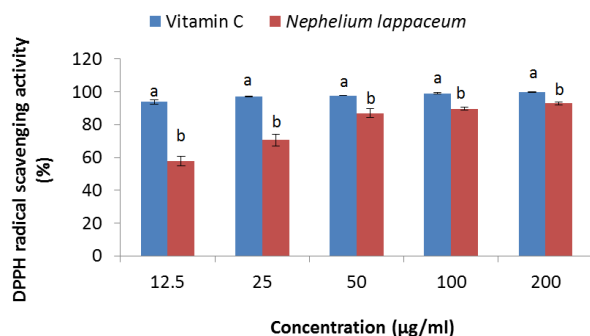 Vitamin C Nephelium lappaceum
DPPH radical scavenging activity
(%)
120
100
80
60
40
20
0
a b a b a b a b a b
12.5 25 50 100 200
Concentration (µg/ml)